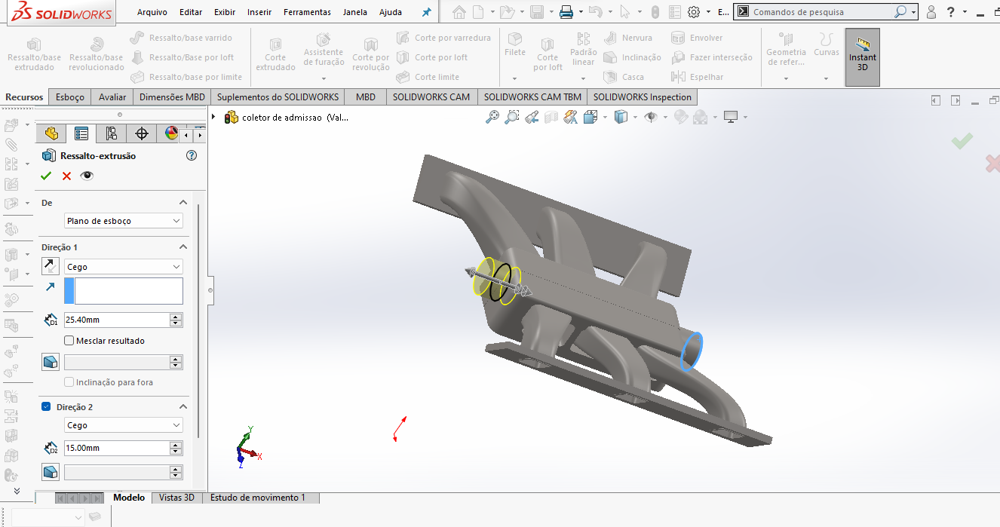 SOLIDWORKS
Arquivo Editar Exibir Inserir Ferramentas Janela Ajuda
E... Comandos de pesquisa ?
Ressalto/base extrudado
Ressalto/base revolucionado
Ressalto/base varrido
Ressalto/Base por loft
Ressalto/base por limite
Corte extrudado
Assistente de furação
Corte por revolução
Corte por varredura
Corte por loft
Corte limite
Filete
Corte por loft
Padrão linear
Nervura
Inclinação
Casca
Envolver
Fazer interseção
Espelhar
Geometria de refer...
Curvas
Instant 3D
Recursos Esboço Avaliar Dimensões MBD Suplementos do SOLIDWORKS MBD SOLIDWORKS CAM SOLIDWORKS CAM TBM SOLIDWORKS Inspection
coletor de admissao (Val...
Ressalto-extrusão
De
Plano de esboço
Direção 1
Cego
D1 25.40mm
Mesclar resultado
Inclinação para fora
Direção 2
Cego
D2 15.00mm
Y
X
Z
Modelo Vistas 3D Estudo de movimento 1